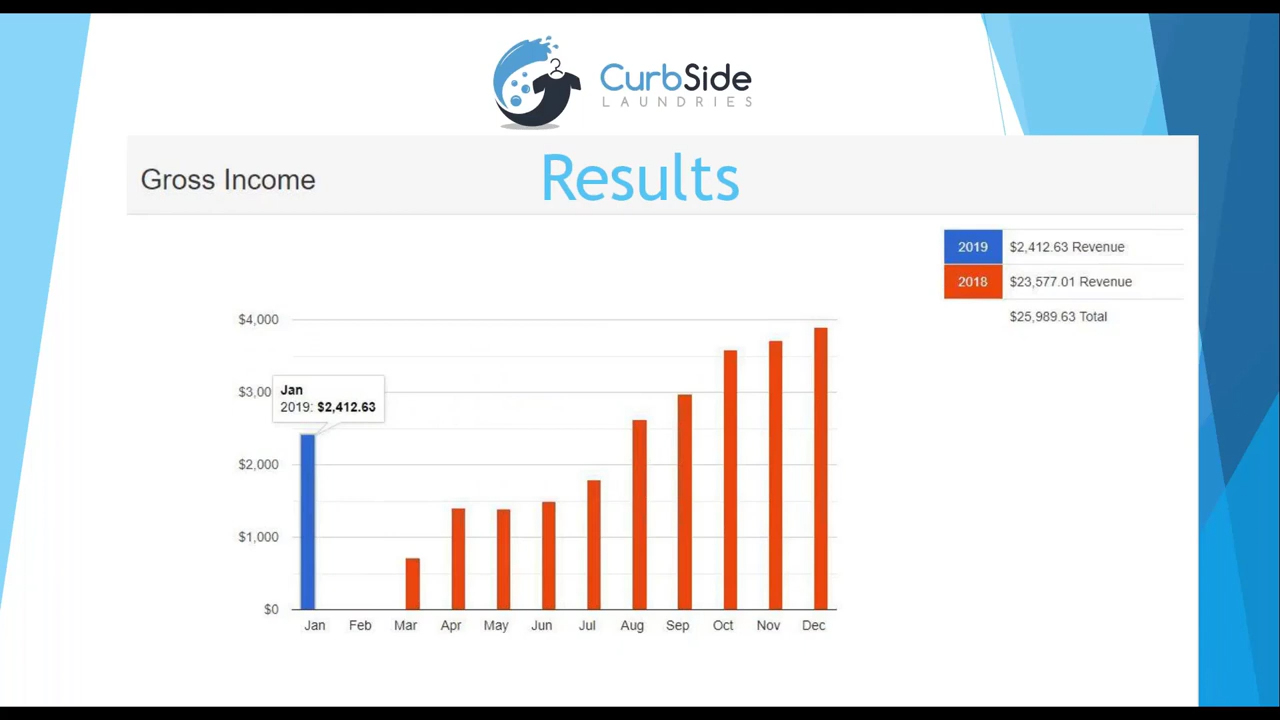 CurbSide
LAUNDRIES
Gross Income
Results
2019 $2,412.63 Revenue
2018 $23,577.01 Revenue
$25,989.63 Total
$4,000
$3,00
$2,000
$1,000
$0
Jan
2019: $2,412.63
Jan Feb Mar Apr May Jun Jul Aug Sep Oct Nov Dec